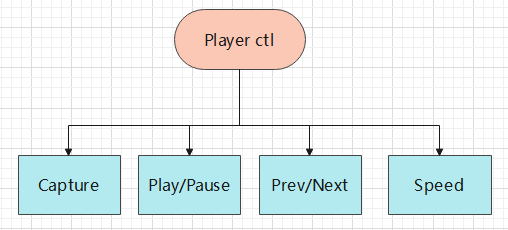 Player ctl
Capture
Play/Pause
Prev/Next
Speed